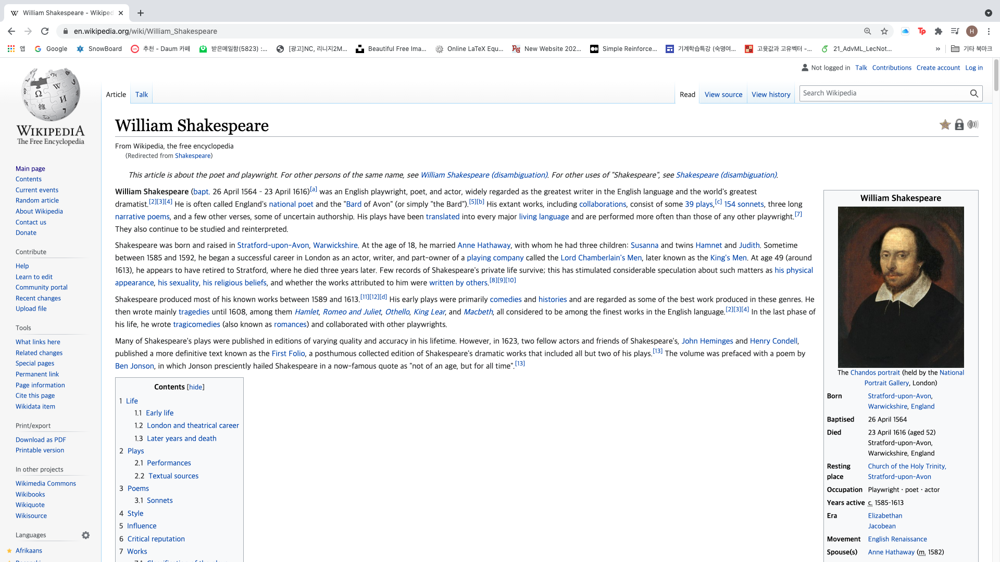 William Shakespeare - Wikiped
en.wikipedia.org/wiki/William_Shakespeare
H
앱 Google SnowBoard 추천 - Daum 카페 받은메일함(5823) :... [광고]NC, 리니지2M... Beautiful Free Ima... Online LaTeX Equ... New Website 202... Simple Reinforce... 기계학습특강 (숙명여... 고윳값과 고유벡터 -... 21_AdvML_LecNot... » 기타 북마크
Not logged in Talk Contributions Create account Log in
Article Talk Read View source View history Search Wikipedia
WIKIPEDIA
The Free Encyclopedia
Main page
Contents
Current events
Random article
About Wikipedia
Contact us
Donate
Contribute
Help
Learn to edit
Community portal
Recent changes
Upload file
Tools
What links here
Related changes
Special pages
Permanent link
Page information
Cite this page
Wikidata item
Print/export
Download as PDF
Printable version
In other projects
Wikimedia Commons
Wikibooks
Wikiquote
Wikisource
Languages
Afrikaans
William Shakespeare
From Wikipedia, the free encyclopedia
(Redirected from Shakespeare)
This article is about the poet and playwright. For other persons of the same name, see William Shakespeare (disambiguation). For other uses of "Shakespeare", see Shakespeare (disambiguation).
William Shakespeare (bapt. 26 April 1564 - 23 April 1616)[a] was an English playwright, poet, and actor, widely regarded as the greatest writer in the English language and the world's greatest
dramatist.[2][3][4] He is often called England's national poet and the "Bard of Avon" (or simply "the Bard").[5][b] His extant works, including collaborations, consist of some 39 plays,[c] 154 sonnets, three long
narrative poems, and a few other verses, some of uncertain authorship. His plays have been translated into every major living language and are performed more often than those of any other playwright.[7]
They also continue to be studied and reinterpreted.
Shakespeare was born and raised in Stratford-upon-Avon, Warwickshire. At the age of 18, he married Anne Hathaway, with whom he had three children: Susanna and twins Hamnet and Judith. Sometime
between 1585 and 1592, he began a successful career in London as an actor, writer, and part-owner of a playing company called the Lord Chamberlain's Men, later known as the King's Men. At age 49 (around
1613), he appears to have retired to Stratford, where he died three years later. Few records of Shakespeare's private life survive; this has stimulated considerable speculation about such matters as his physical
appearance, his sexuality, his religious beliefs, and whether the works attributed to him were written by others.[8][9][10]
Shakespeare produced most of his known works between 1589 and 1613.[11][12][d] His early plays were primarily comedies and histories and are regarded as some of the best work produced in these genres. He
then wrote mainly tragedies until 1608, among them Hamlet, Romeo and Juliet, Othello, King Lear, and Macbeth, all considered to be among the finest works in the English language.[2][3][4] In the last phase of
his life, he wrote tragicomedies (also known as romances) and collaborated with other playwrights.
Many of Shakespeare's plays were published in editions of varying quality and accuracy in his lifetime. However, in 1623, two fellow actors and friends of Shakespeare's, John Heminges and Henry Condell,
published a more definitive text known as the First Folio, a posthumous collected edition of Shakespeare's dramatic works that included all but two of his plays.[13] The volume was prefaced with a poem by
Ben Jonson, in which Jonson presciently hailed Shakespeare in a now-famous quote as "not of an age, but for all time".[13]
Contents [hide]
1 Life
1.1 Early life
1.2 London and theatrical career
1.3 Later years and death
2 Plays
2.1 Performances
2.2 Textual sources
3 Poems
3.1 Sonnets
4 Style
5 Influence
6 Critical reputation
7 Works
William Shakespeare
The Chandos portrait (held by the National
Portrait Gallery, London)
Born Stratford-upon-Avon,
Warwickshire, England
Baptised 26 April 1564
Died 23 April 1616 (aged 52)
Stratford-upon-Avon,
Warwickshire, England
Resting Church of the Holy Trinity,
place Stratford-upon-Avon
Occupation Playwright · poet · actor
Years active c. 1585-1613
Era Elizabethan
Jacobean
Movement English Renaissance
Spouse(s) Anne Hathaway (m. 1582)